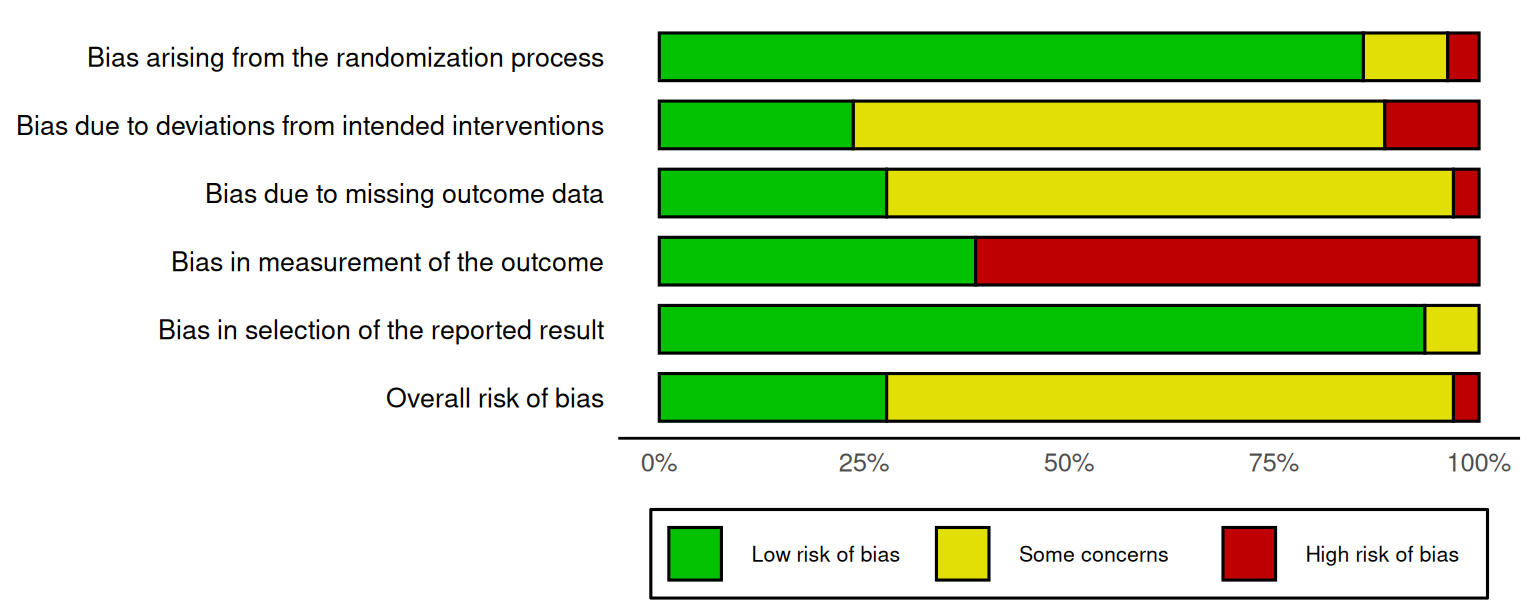 Bias arising from the randomization process
Bias due to deviations from intended interventions
Bias due to missing outcome data
Bias in measurement of the outcome
Bias in selection of the reported result
Overall risk of bias
0% 25% 50% 75% 100%
Low risk of bias Some concerns High risk of bias